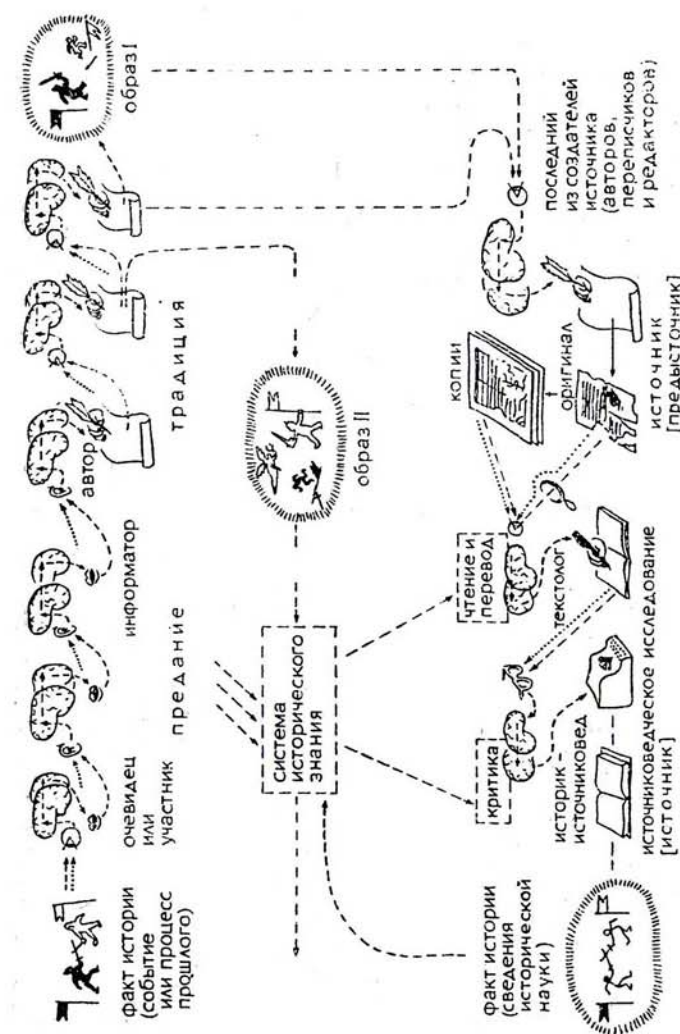 факт истории
(событие
или процесс
прошлого)
очевидец
или
участник
предание
информатор
автор
традиция
образ I
система
исторического
знания
образ II
факт истории
(сведения
исторической
науки)
критика
историк-
источниковед
источниковедческое исследование
[источник]
чтение и
перевод
текстолог
копии
оригинал
источник
[предысточник]
последний
из создателей
источника
(авторов,
переписчиков
и редакторов)